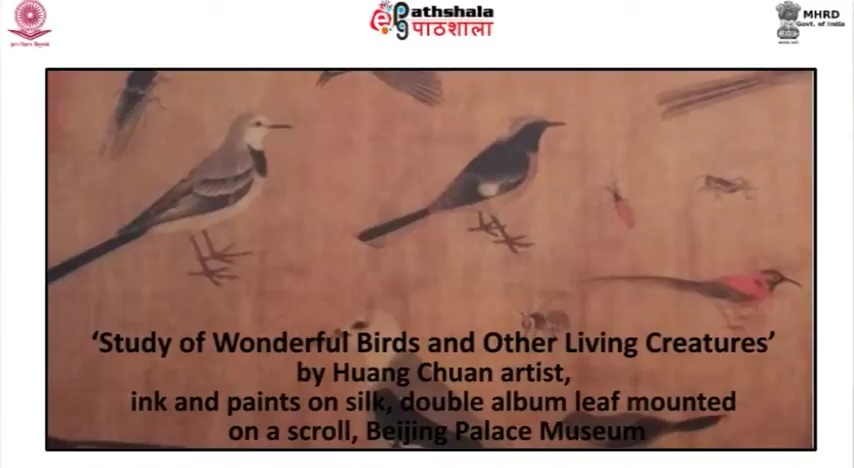 ePathshala
पाठशाला
MHRD
Govt. of India
‘Study of Wonderful Birds and Other Living Creatures’
by Huang Chuan artist,
ink and paints on silk, double album leaf mounted
on a scroll, Beijing Palace Museum